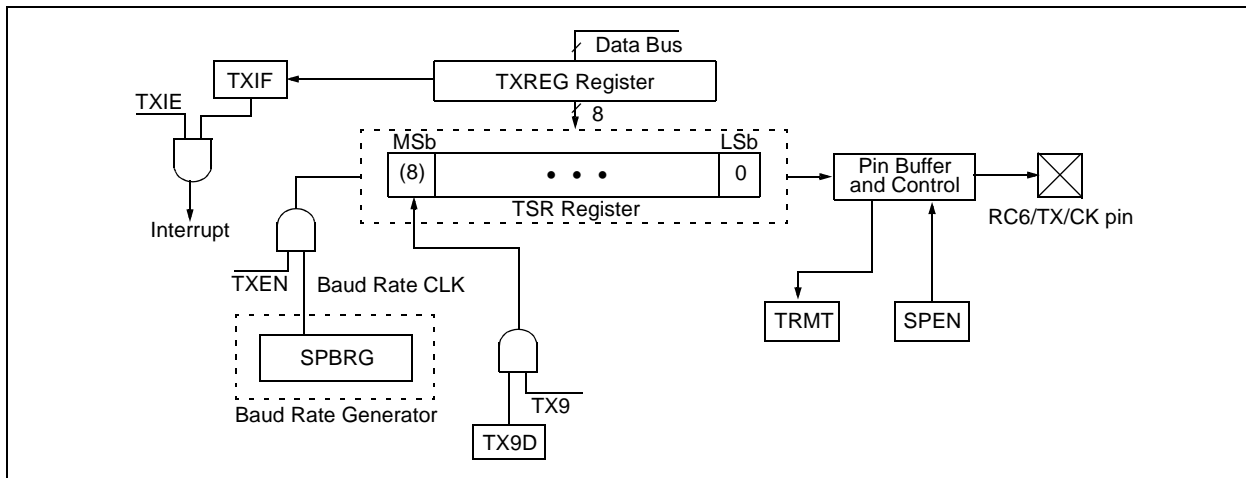 Data Bus
TXREG Register
TXIF
TXIE
8
MSb
LSb
(8)
• • •
0
TSR Register
Pin Buffer
and Control
RC6/TX/CK pin
Interrupt
TXEN
Baud Rate CLK
TRMT
SPEN
SPBRG
Baud Rate Generator
TX9
TX9D